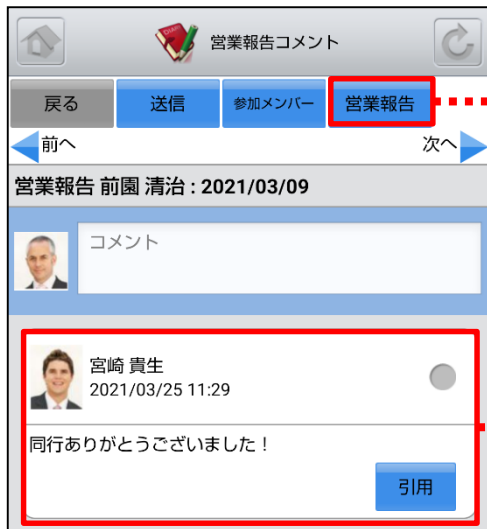 営業報告コメント
戻る 送信 参加メンバー 営業報告
前へ 次へ
営業報告 前園 清治 : 2021/03/09
コメント
宮崎 貴生
2021/03/25 11:29
同行ありがとうございました！
引用